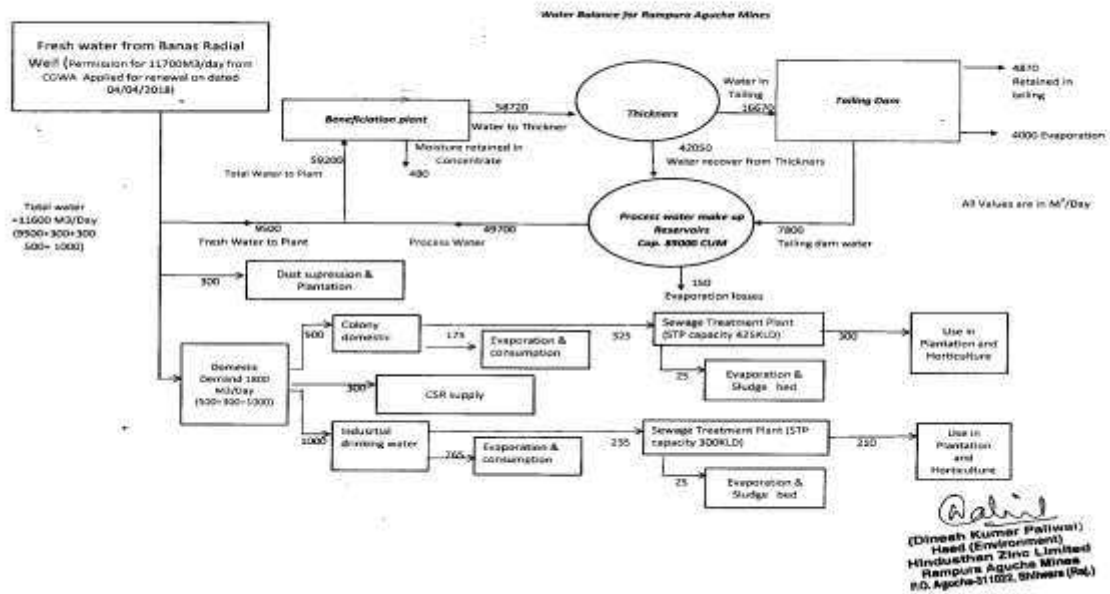 Water Balance for Rampura Agucha Mines
Fresh water from Banas Radial
Well (Permission for 11700M3/day from
CGWA Applied for renewal on dated
04/04/2018)
Beneficiation plant
58720
Water to Thickner
Thickners
Water in
Tailing
16670
Tailing Dam
4870
Retained in
tailing
4000 Evaporation
59200
Total Water to Plant
Moisture retained in
Concentrate
480
42050
Water recover from Thickners
Total water
=11600 M3/Day
(9500+300+300
500+ 1000)
9500
Fresh Water to Plant
49700
Process Water
Process water make up
Reservoirs
Cap. 85000 CUM
7800
Tailing dam water
All Values are in M³/Day
300
Dust supression &
Plantation
150
Evaporation losses
Domestic
Demand 1800
M3/Day
(500+300+1000)
500
Colony
domestic
175
Evaporation &
consumption
325
Sewage Treatment Plant
(STP capacity 425KLD)
300
Use in
Plantation and
Horticulture
25
Evaporation &
Sludge bed
300
CSR supply
1000
Industrial
drinking water
765
Evaporation &
consumption
235
Sewage Treatment Plant (STP
capacity 300KLD)
210
Use in
Plantation
and
Horticulture
25
Evaporation &
Sludge bed
(Dinesh Kumar Paliwal)
Head (Environment)
Hindusthan Zinc Limited
Rampura Agucha Mines
P.O. Agucha-311022, Bhilwara (Raj.)